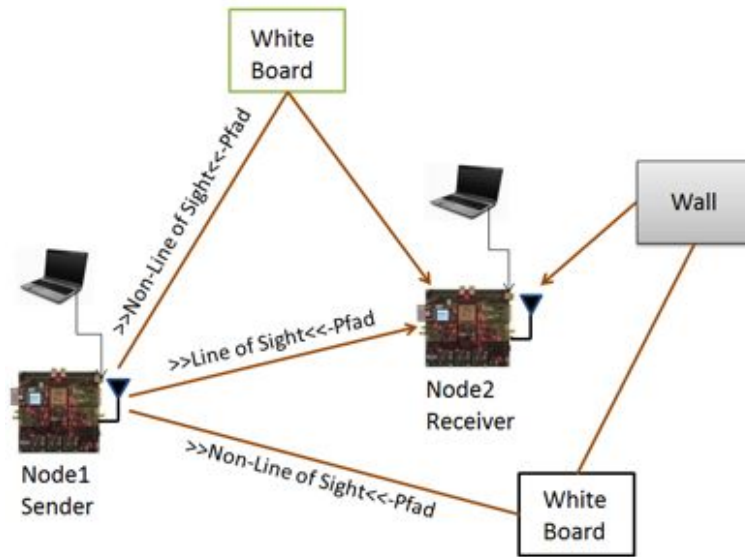 White
Board
>>Non-Line of Sight<<-Pfad
Wall
>>Line of Sight<<-Pfad
Node2
Receiver
Node1
Sender
>>Non-Line of Sight<<-Pfad
White
Board